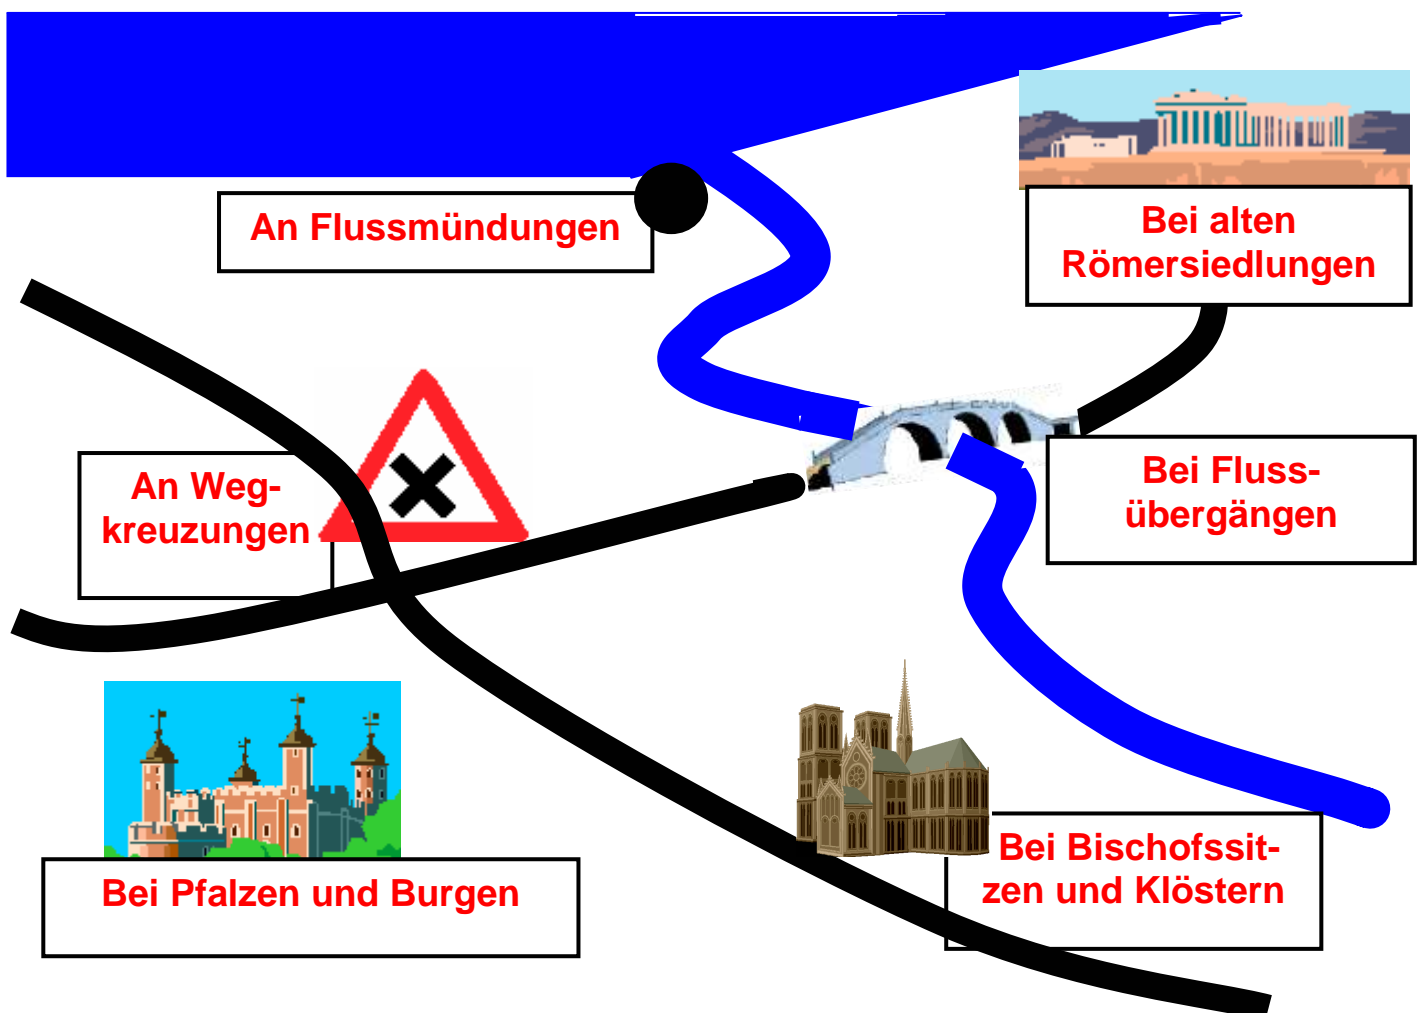 An Flussmündungen
Bei alten
Römersiedlungen
An Weg-
kreuzungen
Bei Fluss-
übergängen
Bei Pfalzen und Burgen
Bei Bischofssit-
zen und Klöstern